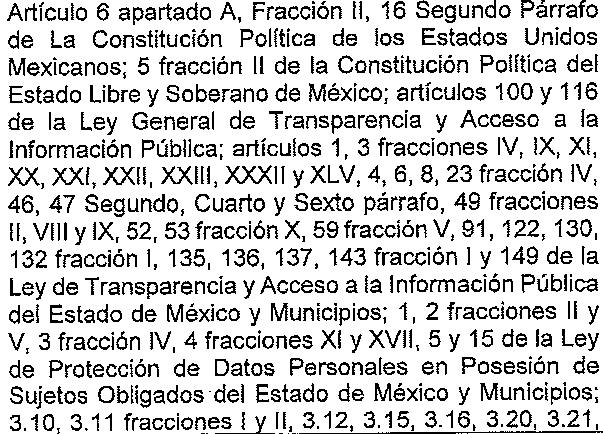 Artículo 6 apartado A, Fracción II, 16 Segundo Párrafo
de La Constitución Política de los Estados Unidos
Mexicanos; 5 fracción II de la Constitución Política del
Estado Libre y Soberano de México; artículos 100 y 116
de la Ley General de Transparencia y Acceso a la
Información Pública; artículos 1, 3 fracciones IV, IX, XI,
XX, XXI, XXII, XXIII, XXXII y XLV, 4, 6, 8, 23 fracción IV,
46, 47 Segundo, Cuarto y Sexto párrafo, 49 fracciones
II, VIII y IX, 52, 53 fracción X, 59 fracción V, 91, 122, 130,
132 fracción I, 135, 136, 137, 143 fracción I y 149 de la
Ley de Transparencia y Acceso a la Información Pública
del Estado de México y Municipios; 1, 2 fracciones II y
V, 3 fracción IV, 4 fracciones XI y XVII, 5 y 15 de la Ley
de Protección de Datos Personales en Posesión de
Sujetos Obligados del Estado de México y Municipios;
3.10, 3.11 fracciones I y II, 3.12, 3.15, 3.16, 3.20, 3.21,